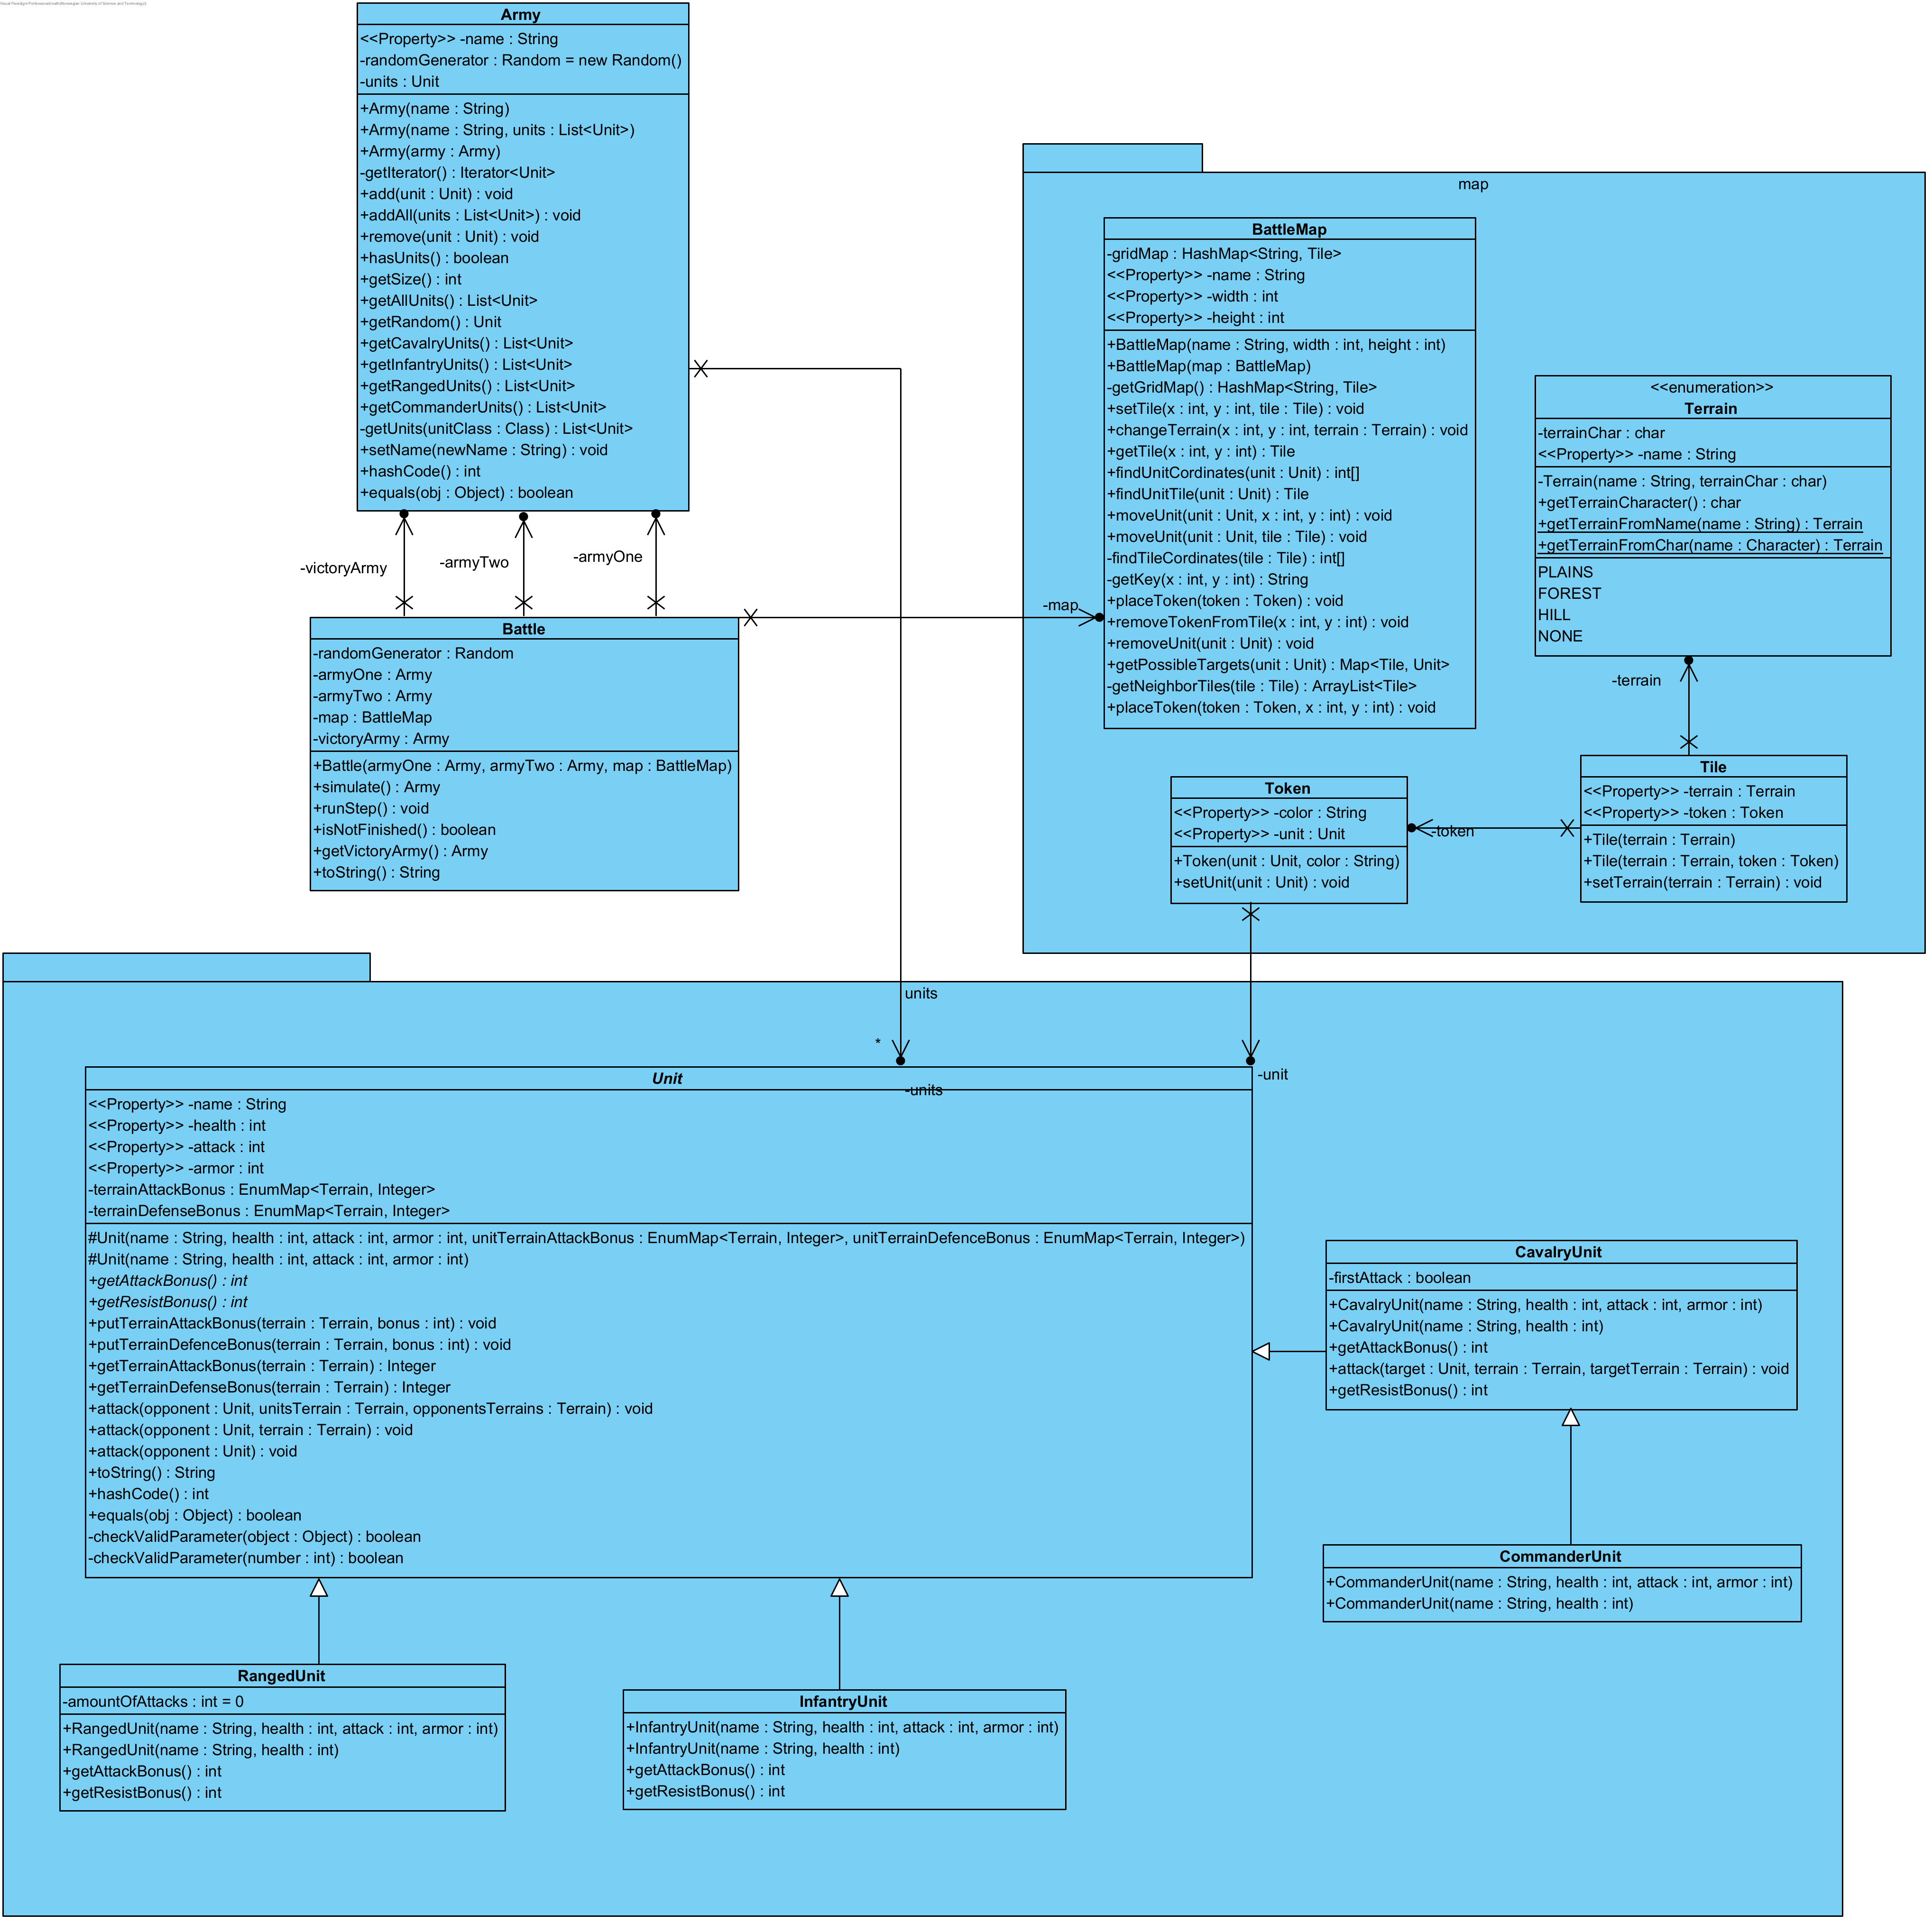 Army
<<Property>> -name : String
-randomGenerator : Random = new Random()
-units : Unit
+Army(name : String)
+Army(name : String, units : List<Unit>)
+Army(army : Army)
-getIterator() : Iterator<Unit>
+add(unit : Unit) : void
+addAll(units : List<Unit>) : void
+remove(unit : Unit) : void
+hasUnits() : boolean
+getSize() : int
+getAllUnits() : List<Unit>
+getRandom() : Unit
+getCavalryUnits() : List<Unit>
+getInfantryUnits() : List<Unit>
+getRangedUnits() : List<Unit>
+getCommanderUnits() : List<Unit>
-getUnits(unitClass : Class) : List<Unit>
+setName(newName : String) : void
+hashCode() : int
+equals(obj : Object) : boolean
-victoryArmy
-armyTwo
-armyOne
Battle
-randomGenerator : Random
-armyOne : Army
-armyTwo : Army
-map : BattleMap
-victoryArmy : Army
+Battle(armyOne : Army, armyTwo : Army, map : BattleMap)
+simulate() : Army
+runStep() : void
+isNotFinished() : boolean
+getVictoryArmy() : Army
+toString() : String
-map
map
BattleMap
-gridMap : HashMap<String, Tile>
<<Property>> -name : String
<<Property>> -width : int
<<Property>> -height : int
+BattleMap(name : String, width : int, height : int)
+BattleMap(map : BattleMap)
-getGridMap() : HashMap<String, Tile>
+setTile(x : int, y : int, tile : Tile) : void
+changeTerrain(x : int, y : int, terrain : Terrain) : void
+getTile(x : int, y : int) : Tile
+findUnitCordinates(unit : Unit) : int[]
+findUnitTile(unit : Unit) : Tile
+moveUnit(unit : Unit, x : int, y : int) : void
+moveUnit(unit : Unit, tile : Tile) : void
-findTileCordinates(tile : Tile) : int[]
-getKey(x : int, y : int) : String
+placeToken(token : Token) : void
+removeTokenFromTile(x : int, y : int) : void
+removeUnit(unit : Unit) : void
+getPossibleTargets(unit : Unit) : Map<Tile, Unit>
-getNeighborTiles(tile : Tile) : ArrayList<Tile>
+placeToken(token : Token, x : int, y : int) : void
<<enumeration>>
Terrain
-terrainChar : char
<<Property>> -name : String
-Terrain(name : String, terrainChar : char)
+getTerrainCharacter() : char
+getTerrainFromName(name : String) : Terrain
+getTerrainFromChar(name : Character) : Terrain
PLAINS
FOREST
HILL
NONE
-terrain
Tile
<<Property>> -terrain : Terrain
<<Property>> -token : Token
+Tile(terrain : Terrain)
+Tile(terrain : Terrain, token : Token)
+setTerrain(terrain : Terrain) : void
-token
Token
<<Property>> -color : String
<<Property>> -unit : Unit
+Token(unit : Unit, color : String)
+setUnit(unit : Unit) : void
units
*
-units
-unit
Unit
<<Property>> -name : String
<<Property>> -health : int
<<Property>> -attack : int
<<Property>> -armor : int
-terrainAttackBonus : EnumMap<Terrain, Integer>
-terrainDefenseBonus : EnumMap<Terrain, Integer>
#Unit(name : String, health : int, attack : int, armor : int, unitTerrainAttackBonus : EnumMap<Terrain, Integer>, unitTerrainDefenceBonus : EnumMap<Terrain, Integer>)
#Unit(name : String, health : int, attack : int, armor : int)
+getAttackBonus() : int
+getResistBonus() : int
+putTerrainAttackBonus(terrain : Terrain, bonus : int) : void
+putTerrainDefenceBonus(terrain : Terrain, bonus : int) : void
+getTerrainAttackBonus(terrain : Terrain) : Integer
+getTerrainDefenseBonus(terrain : Terrain) : Integer
+attack(opponent : Unit, unitsTerrain : Terrain, opponentsTerrains : Terrain) : void
+attack(opponent : Unit, terrain : Terrain) : void
+attack(opponent : Unit) : void
+toString() : String
+hashCode() : int
+equals(obj : Object) : boolean
-checkValidParameter(object : Object) : boolean
-checkValidParameter(number : int) : boolean
CavalryUnit
-firstAttack : boolean
+CavalryUnit(name : String, health : int, attack : int, armor : int)
+CavalryUnit(name : String, health : int)
+getAttackBonus() : int
+attack(target : Unit, terrain : Terrain, targetTerrain : Terrain) : void
+getResistBonus() : int
CommanderUnit
+CommanderUnit(name : String, health : int, attack : int, armor : int)
+CommanderUnit(name : String, health : int)
RangedUnit
-amountOfAttacks : int = 0
+RangedUnit(name : String, health : int, attack : int, armor : int)
+RangedUnit(name : String, health : int)
+getAttackBonus() : int
+getResistBonus() : int
InfantryUnit
+InfantryUnit(name : String, health : int, attack : int, armor : int)
+InfantryUnit(name : String, health : int)
+getAttackBonus() : int
+getResistBonus() : int